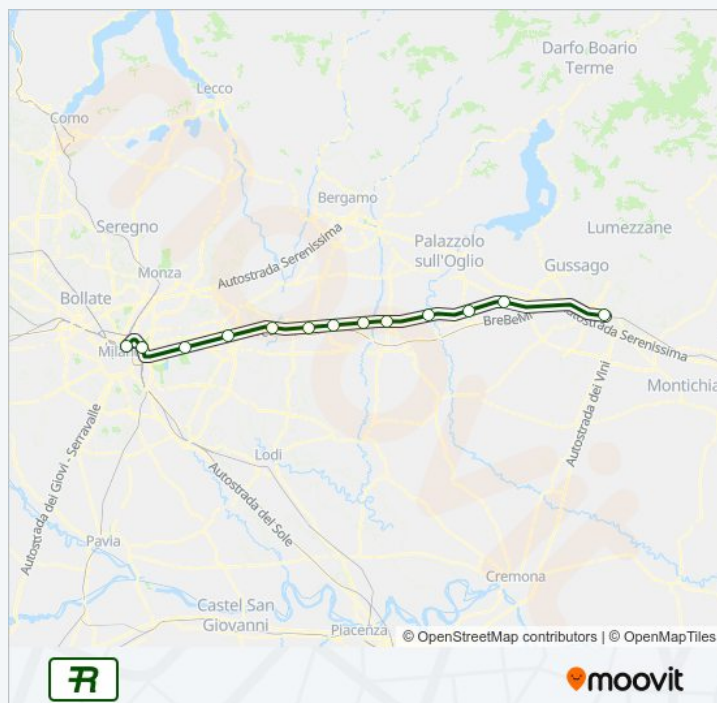 Darfo Boario
Terme
Lecco
Como
Bergamo
Lumezzane
Seregno
Palazzolo
sull'Oglio
Autostrada Serenissima
Gussago
Monza
Bollate
BreBeMi
Autostrada Serenissima
Milano
Montichia
Autostrada dei Vini
Autostrada dei Giovi - Serravalle
Lodi
Autostrada del Sole
Pavia
Cremona
Castel San
Giovanni
Piacenza
© OpenStreetMap contributors | © OpenMapTiles
R
moovit